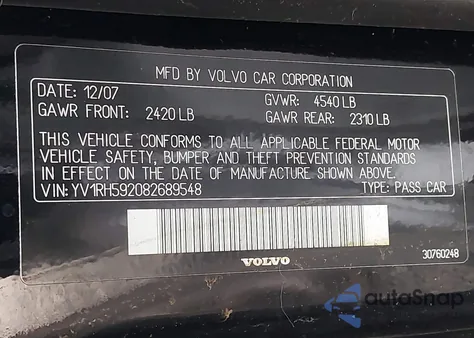 MFD BY VOLVO CAR CORPORATION
DATE: 12/07 GVWR: 4540 LB
GAWR FRONT: 2420 LB GAWR REAR: 2310 LB
THIS VEHICLE CONFORMS TO ALL APPLICABLE FEDERAL MOTOR
VEHICLE SAFETY, BUMPER AND THEFT PREVENTION STANDARDS
IN EFFECT ON THE DATE OF MANUFACTURE SHOWN ABOVE.
VIN: YV1RH592082689548 TYPE: PASS CAR
VOLVO
30760248
autoSnap